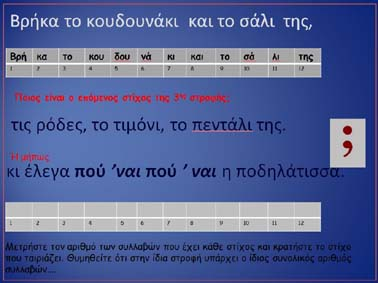 Βρήκα το κουδουνάκι και το σάλι της,
Βρή κα το κου δου νά κι και το σά λι της
1 2 3 4 5 6 7 8 9 10 11 12
Ποιος είναι ο επόμενος στίχος της 3ης στροφής;
τις ρόδες, το τιμόνι, το πεντάλι της.
;
Ή μήπως
κι έλεγα πού 'ναι πού ' ναι η ποδηλάτισσα.
1 2 3 4 5 6 7 8 9 10 11 12
Μετρήστε τον αριθμό των συλλαβών που έχει κάθε στίχος και κρατήστε το στίχο
που ταιριάζει. Θυμηθείτε ότι στην ίδια στροφή υπάρχει ο ίδιος συνολικός αριθμός
συλλαβών....